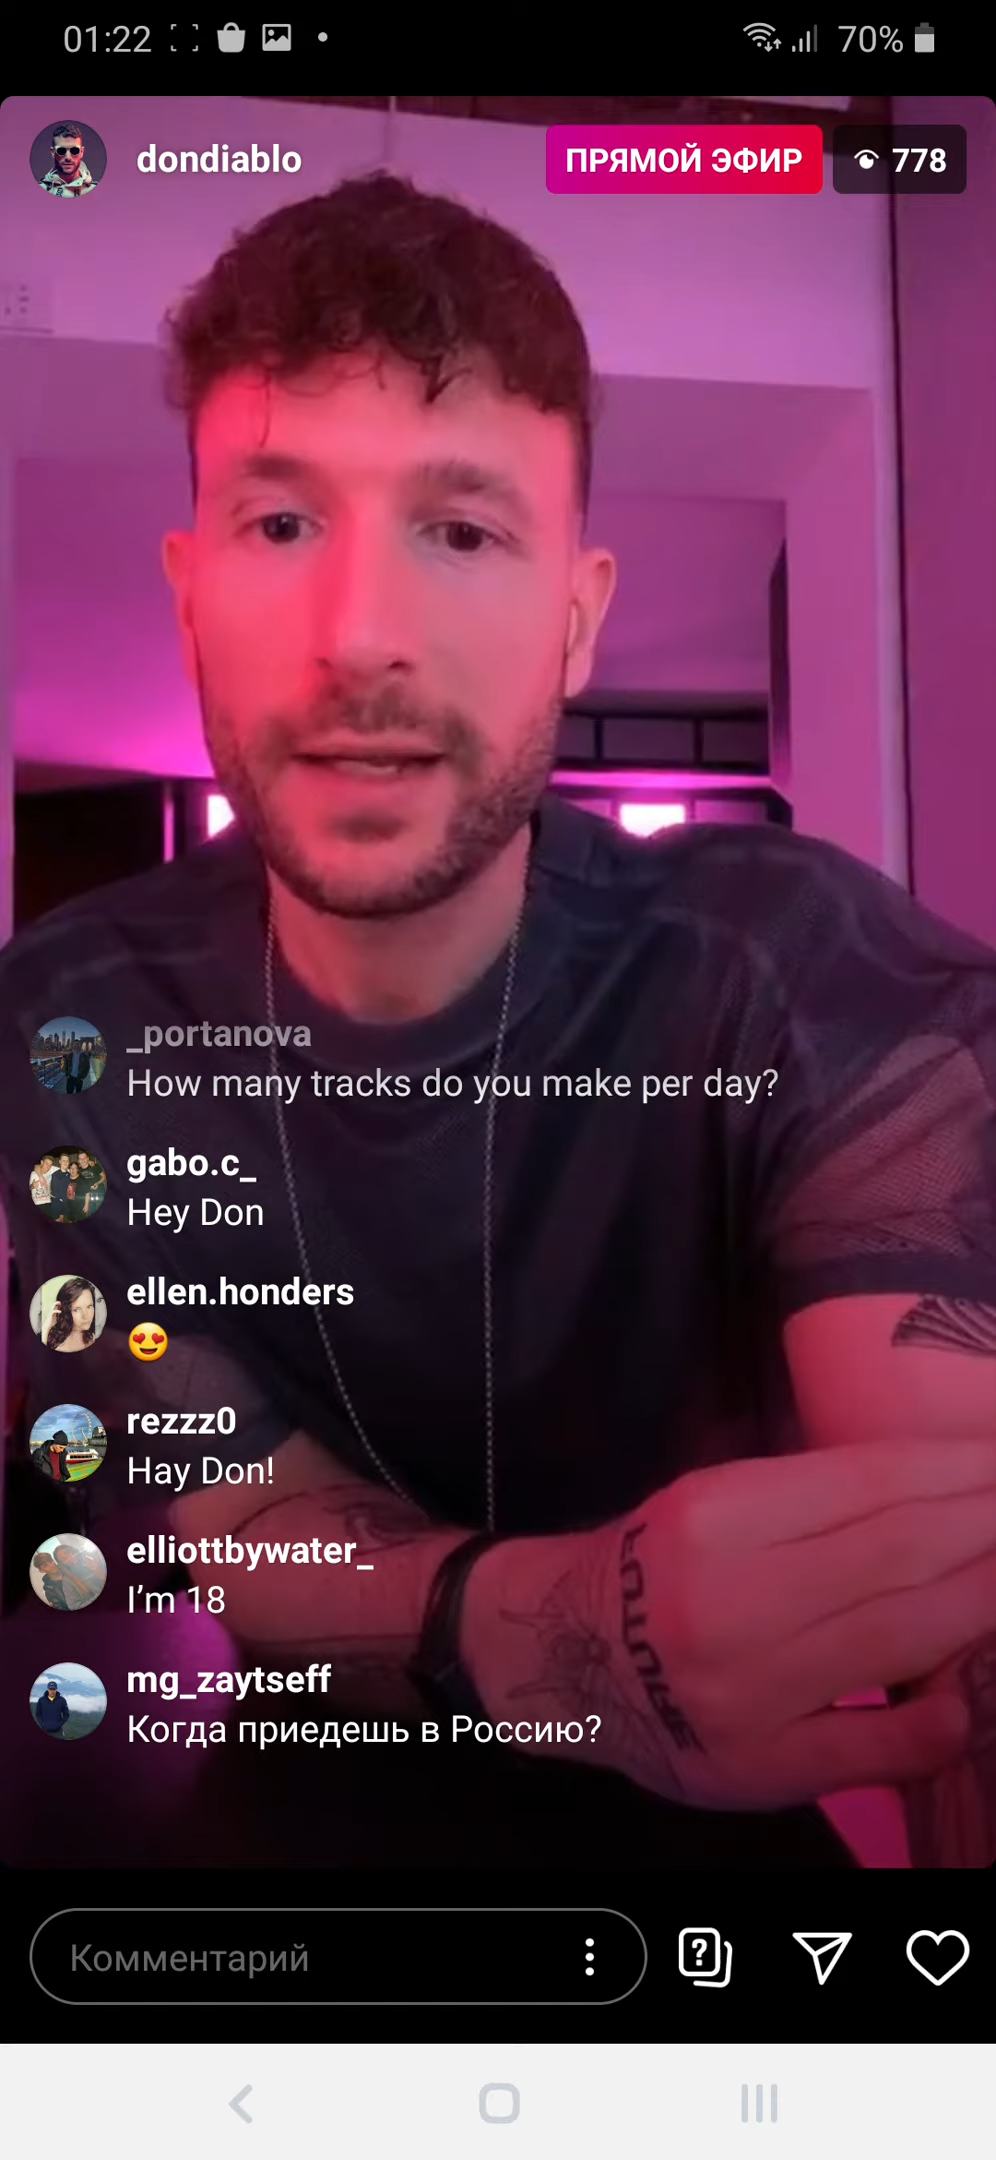 01:22
70%
dondiablo
ПРЯМОЙ ЭФИР
778
_portanova
How many tracks do you make per day?
gabo.c_
Hey Don
ellen.honders
😍
rezzz0
Hay Don!
elliottbywater_
I’m 18
mg_zaytseff
Когда приедешь в Россию?
Комментарий